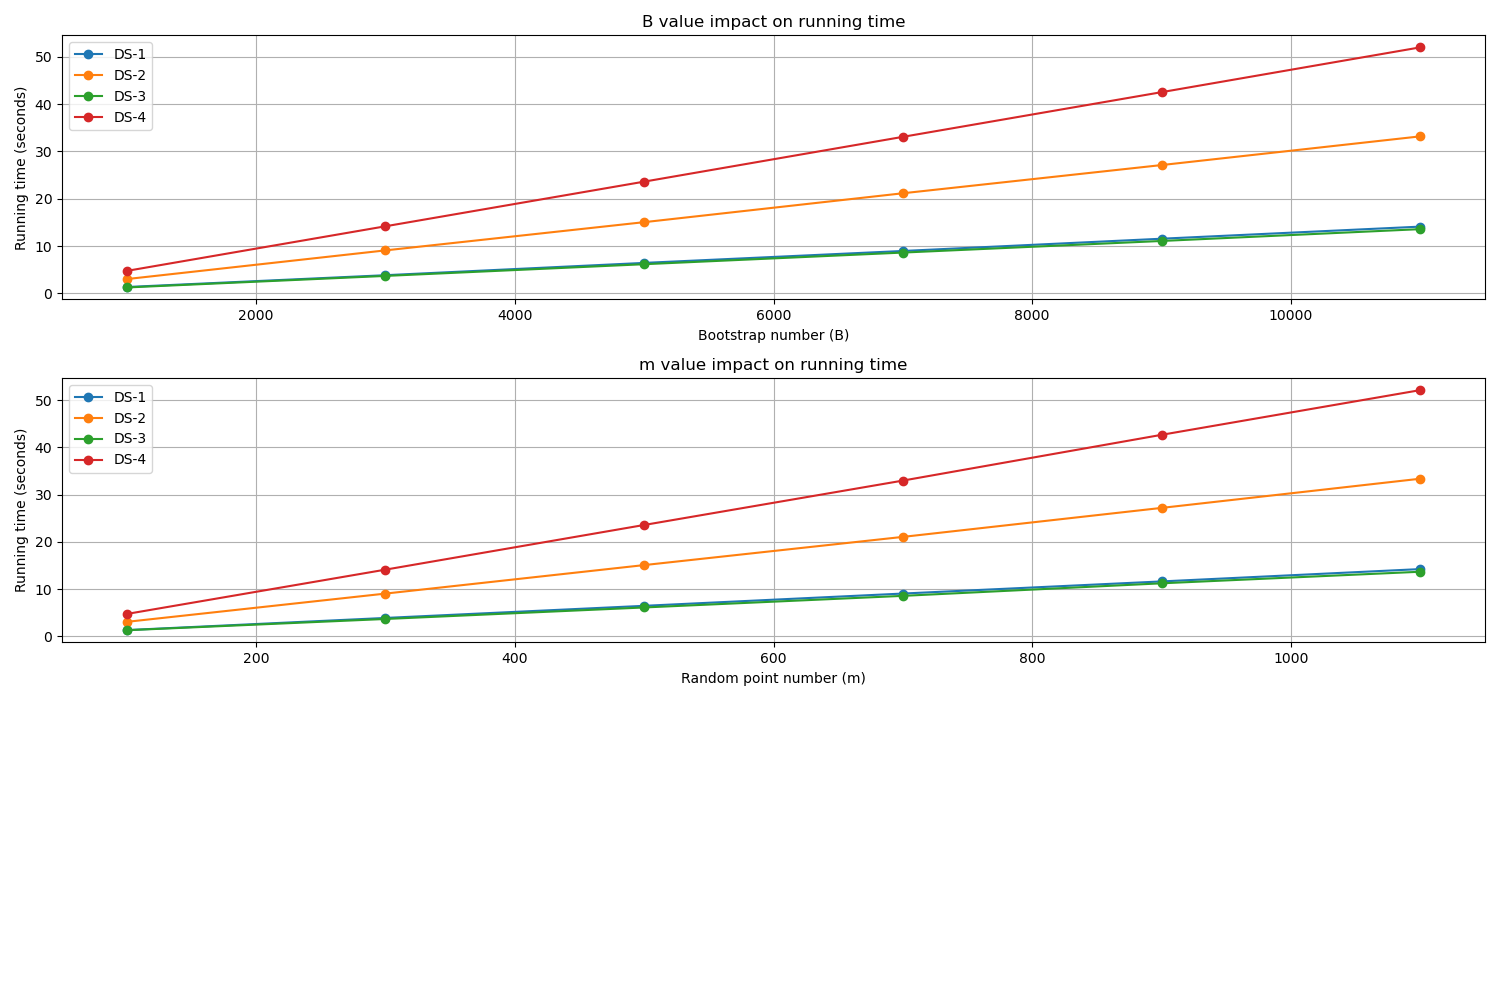 B value impact on running time
Running time (seconds)
50
40
30
20
10
0
DS-1
DS-2
DS-3
DS-4
2000 4000 6000 8000 10000
Bootstrap number (B)
m value impact on running time
Running time (seconds)
50
40
30
20
10
0
DS-1
DS-2
DS-3
DS-4
200 400 600 800 1000
Random point number (m)